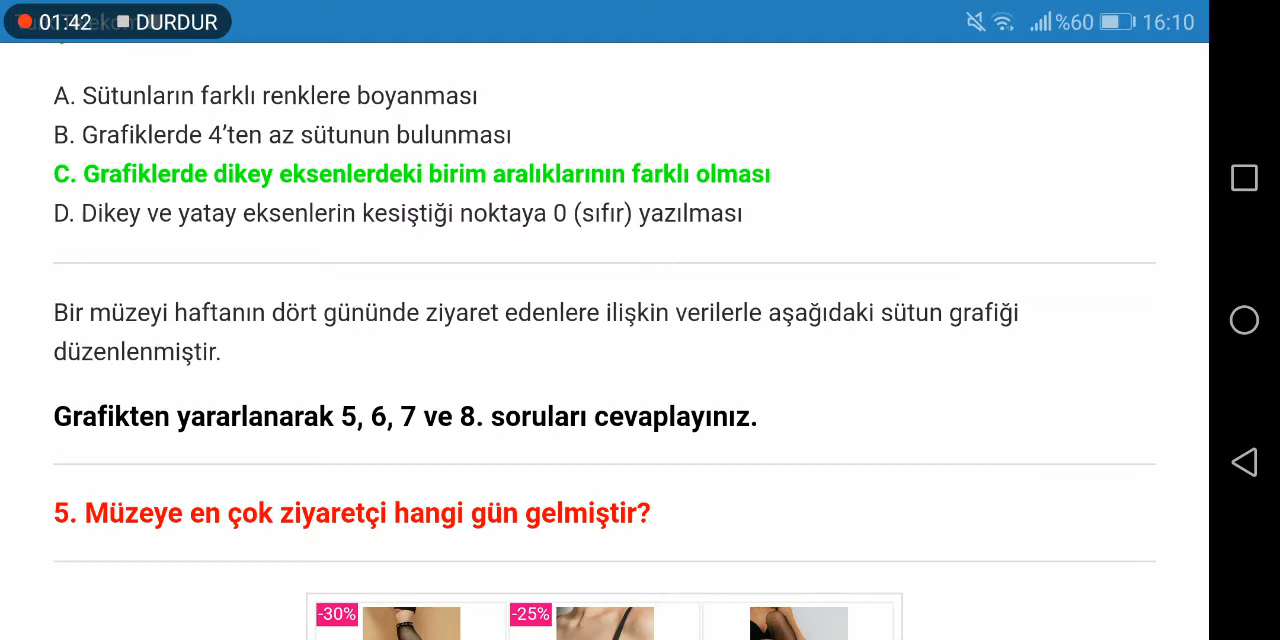 01:42 DURDUR %60 16:10
A. Sütunların farklı renklere boyanması
B. Grafiklerde 4’ten az sütunun bulunması
C. Grafiklerde dikey eksenlerdeki birim aralıklarının farklı olması
D. Dikey ve yatay eksenlerin kesiştiği noktaya 0 (sıfır) yazılması
Bir müzeyi haftanın dört gününde ziyaret edenlere ilişkin verilerle aşağıdaki sütun grafiği
düzenlenmiştir.
Grafikten yararlanarak 5, 6, 7 ve 8. soruları cevaplayınız.
5. Müzeye en çok ziyaretçi hangi gün gelmiştir?
-30% -25%